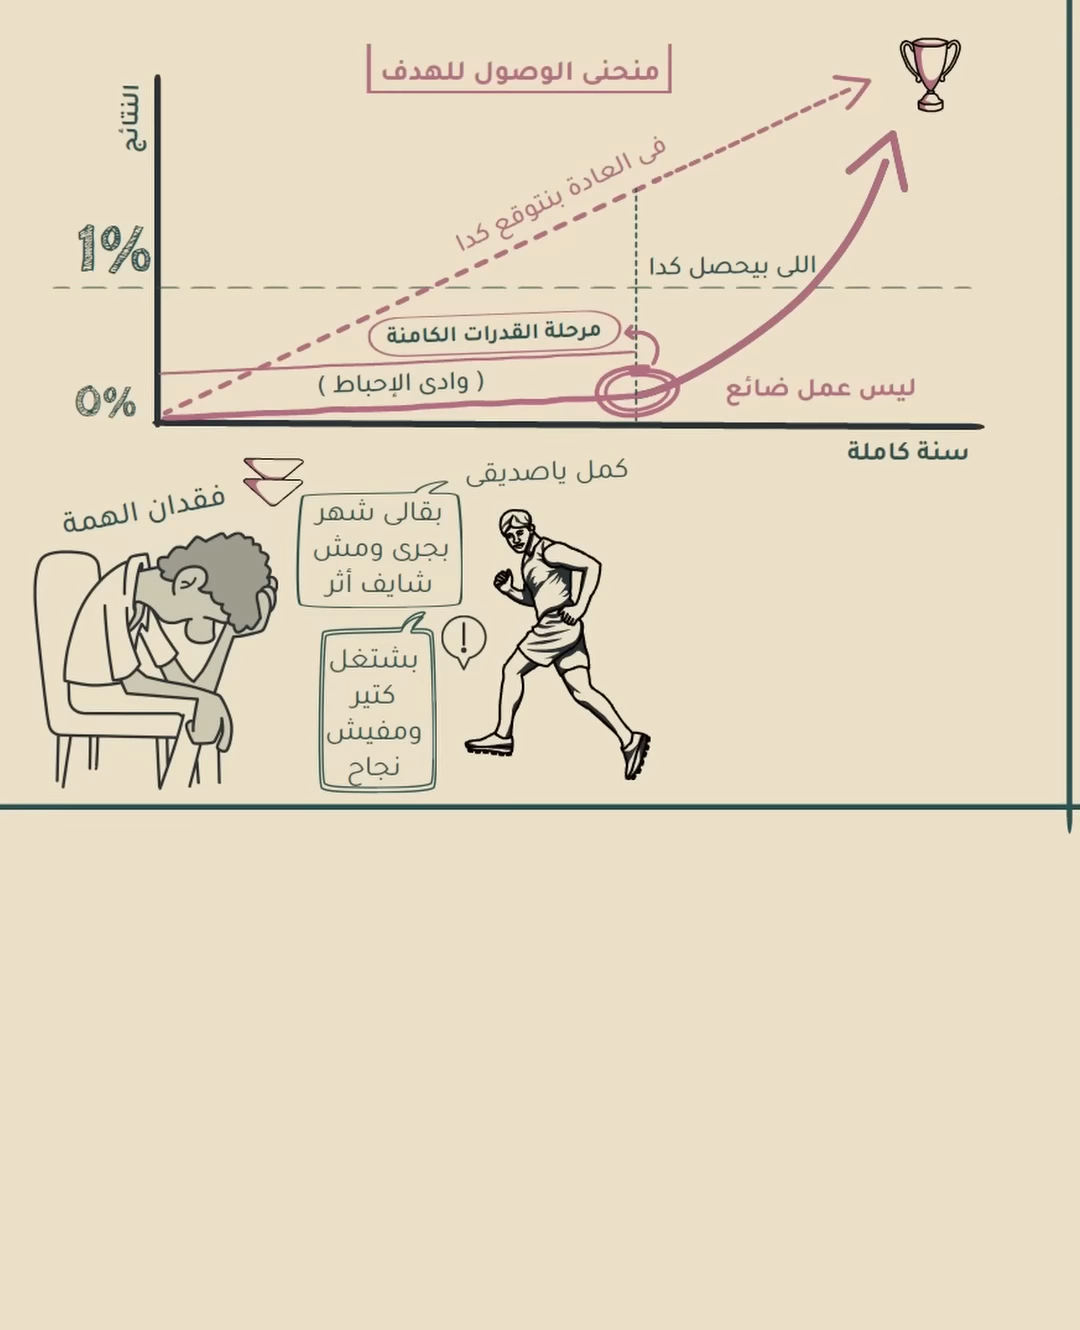 منحنى الوصول للهدف
النتائج
فى العادة بنتوقع كدا
1%
اللى بيحصل كدا
مرحلة القدرات الكامنة
( وادى الإحباط )
ليس عمل ضائع
0%
سنة كاملة
كمل ياصديقى
فقدان الهمة
بقالى شهر
بجرى ومش
شايف أثر
بشتغل
كتير
ومفيش
نجاح